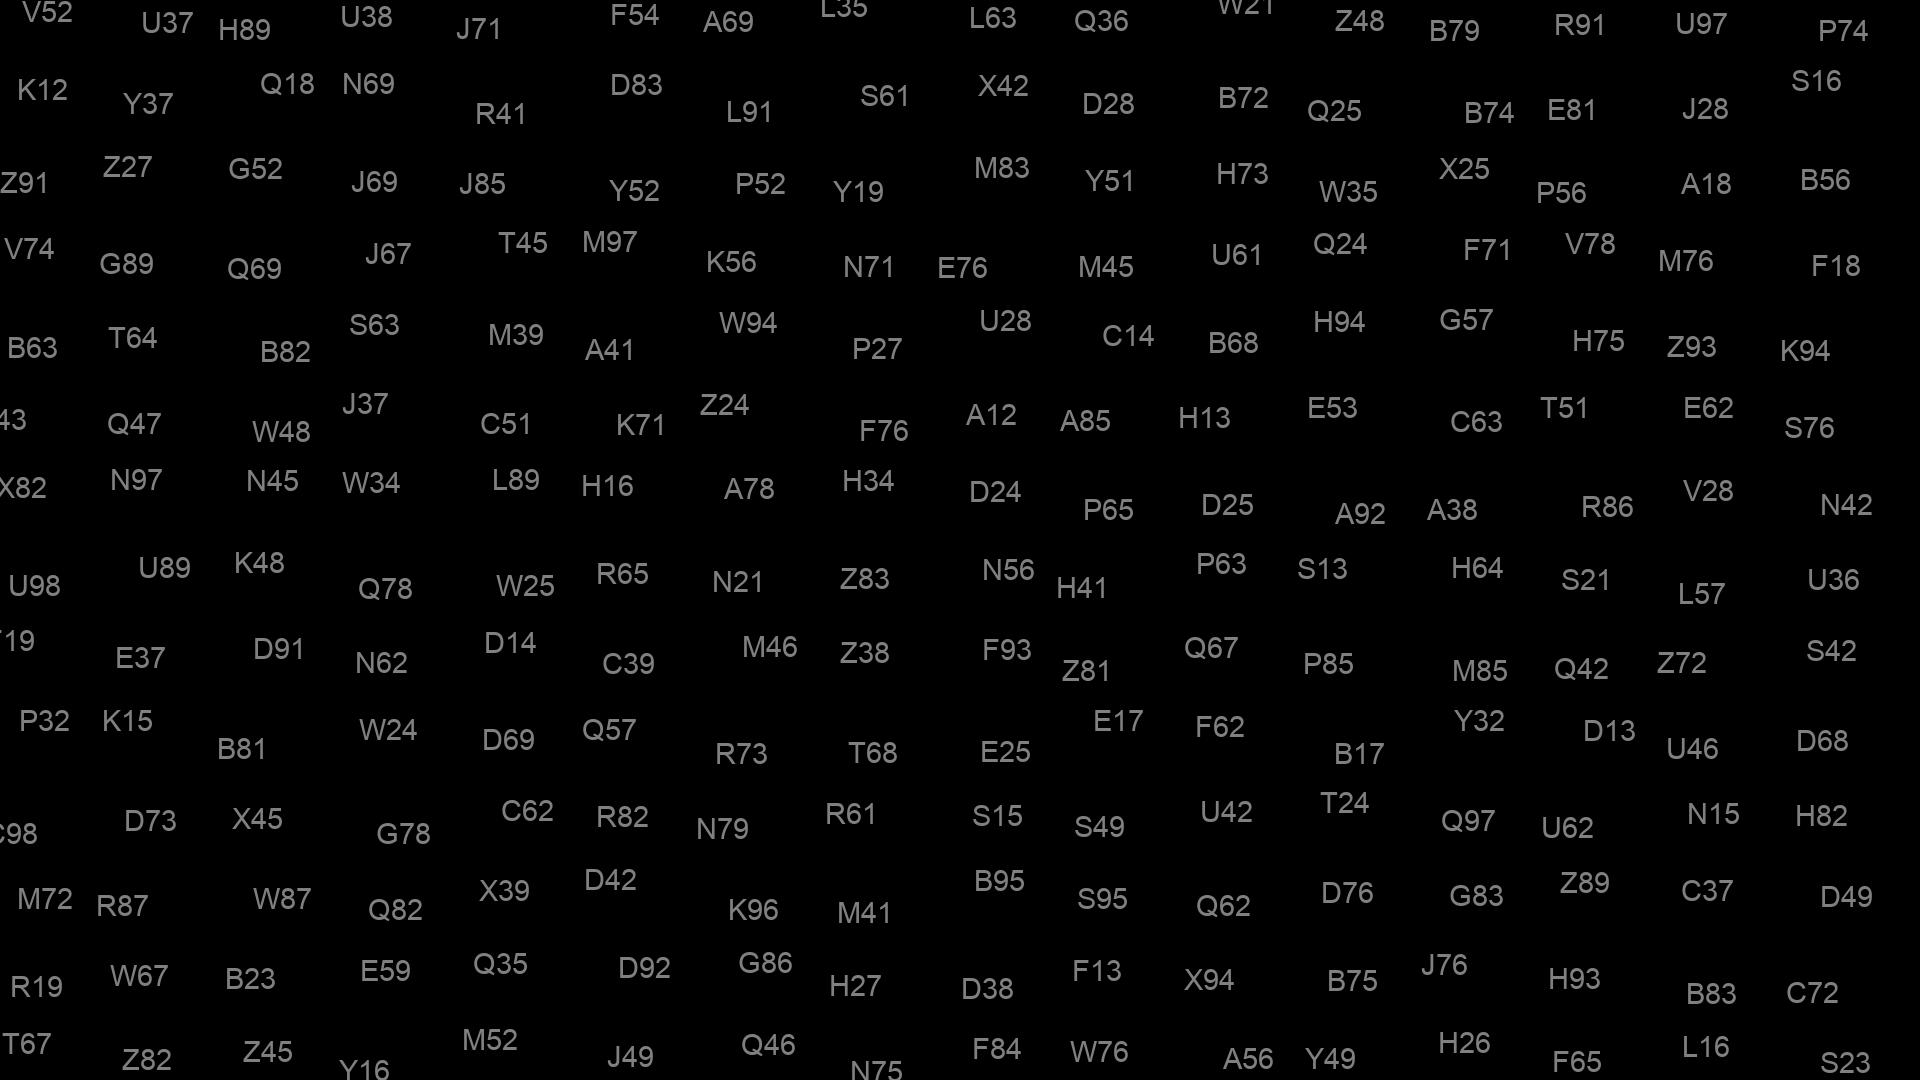 V52 U37 H89 U38 J71 F54 A69 L35 L63 Q36 W21 Z48 B79 R91 U97 P74
K12 Y37 Q18 N69 R41 D83 L91 S61 X42 D28 B72 Q25 B74 E81 J28 S16
Z91 Z27 G52 J69 J85 Y52 P52 Y19 M83 Y51 H73 W35 X25 P56 A18 B56
V74 G89 Q69 J67 T45 M97 K56 N71 E76 M45 U61 Q24 F71 V78 M76 F18
B63 T64 B82 S63 M39 A41 W94 P27 U28 C14 B68 H94 G57 H75 Z93 K94
43 Q47 W48 J37 C51 K71 Z24 F76 A12 A85 H13 E53 C63 T51 E62 S76
X82 N97 N45 W34 L89 H16 A78 H34 D24 P65 D25 A92 A38 R86 V28 N42
U98 U89 K48 Q78 W25 R65 N21 Z83 N56 H41 P63 S13 H64 S21 L57 U36
19 E37 D91 N62 D14 C39 M46 Z38 F93 Z81 Q67 P85 M85 Q42 Z72 S42
P32 K15 B81 W24 D69 Q57 R73 T68 E25 E17 F62 B17 Y32 D13 U46 D68
C98 D73 X45 G78 C62 R82 N79 R61 S15 S49 U42 T24 Q97 U62 N15 H82
M72 R87 W87 Q82 X39 D42 K96 M41 B95 S95 Q62 D76 G83 Z89 C37 D49
R19 W67 B23 E59 Q35 D92 G86 H27 D38 F13 X94 B75 J76 H93 B83 C72
T67 Z82 Z45 Y16 M52 J49 Q46 N75 F84 W76 A56 Y49 H26 F65 L16 S23